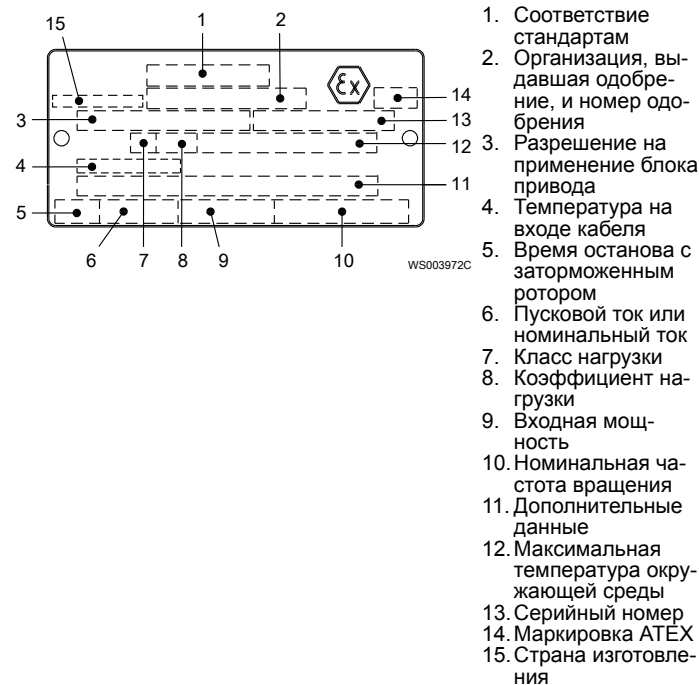 1
2
15
14
3
13
12
4
11
5
6
7
8
9
10
WS003972C
Ex
1. Соответствие
стандартам
2. Организация, вы-
давшая одобре-
ние, и номер одо-
брения
3. Разрешение на
применение блока
привода
4. Температура на
входе кабеля
5. Время останова с
заторможенным
ротором
6. Пусковой ток или
номинальный ток
7. Класс нагрузки
8. Коэффициент на-
грузки
9. Входная мощ-
ность
10. Номинальная ча-
стота вращения
11. Дополнительные
данные
12. Максимальная
температура окру-
жающей среды
13. Серийный номер
14. Маркировка ATEX
15. Страна изготовле-
ния